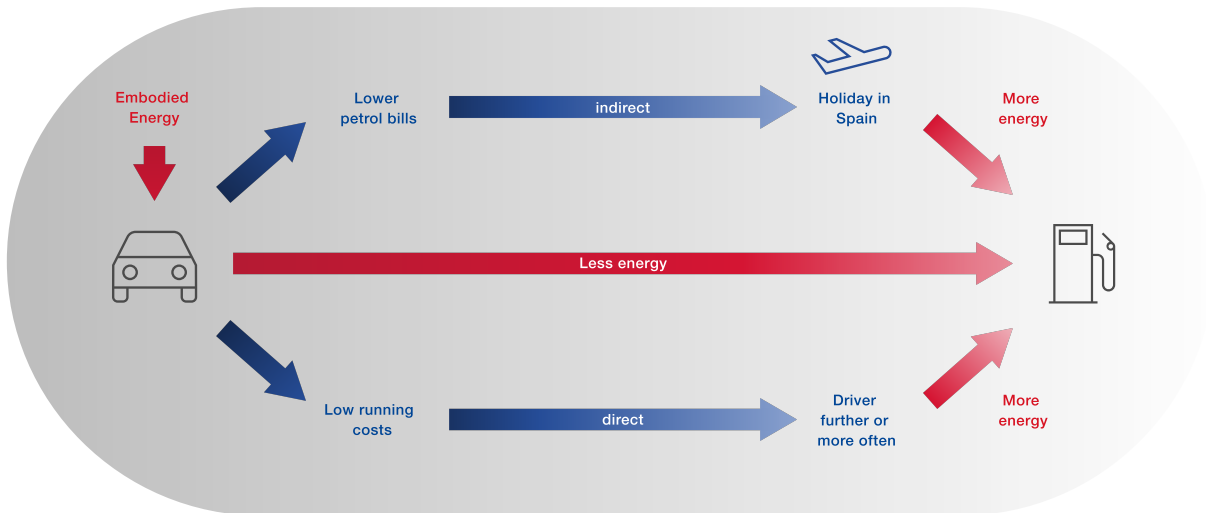 Embodied
Energy
Lower
petrol bills
indirect
Holiday in
Spain
More
energy
Less energy
Low running
costs
direct
Driver
further or
more often
More
energy